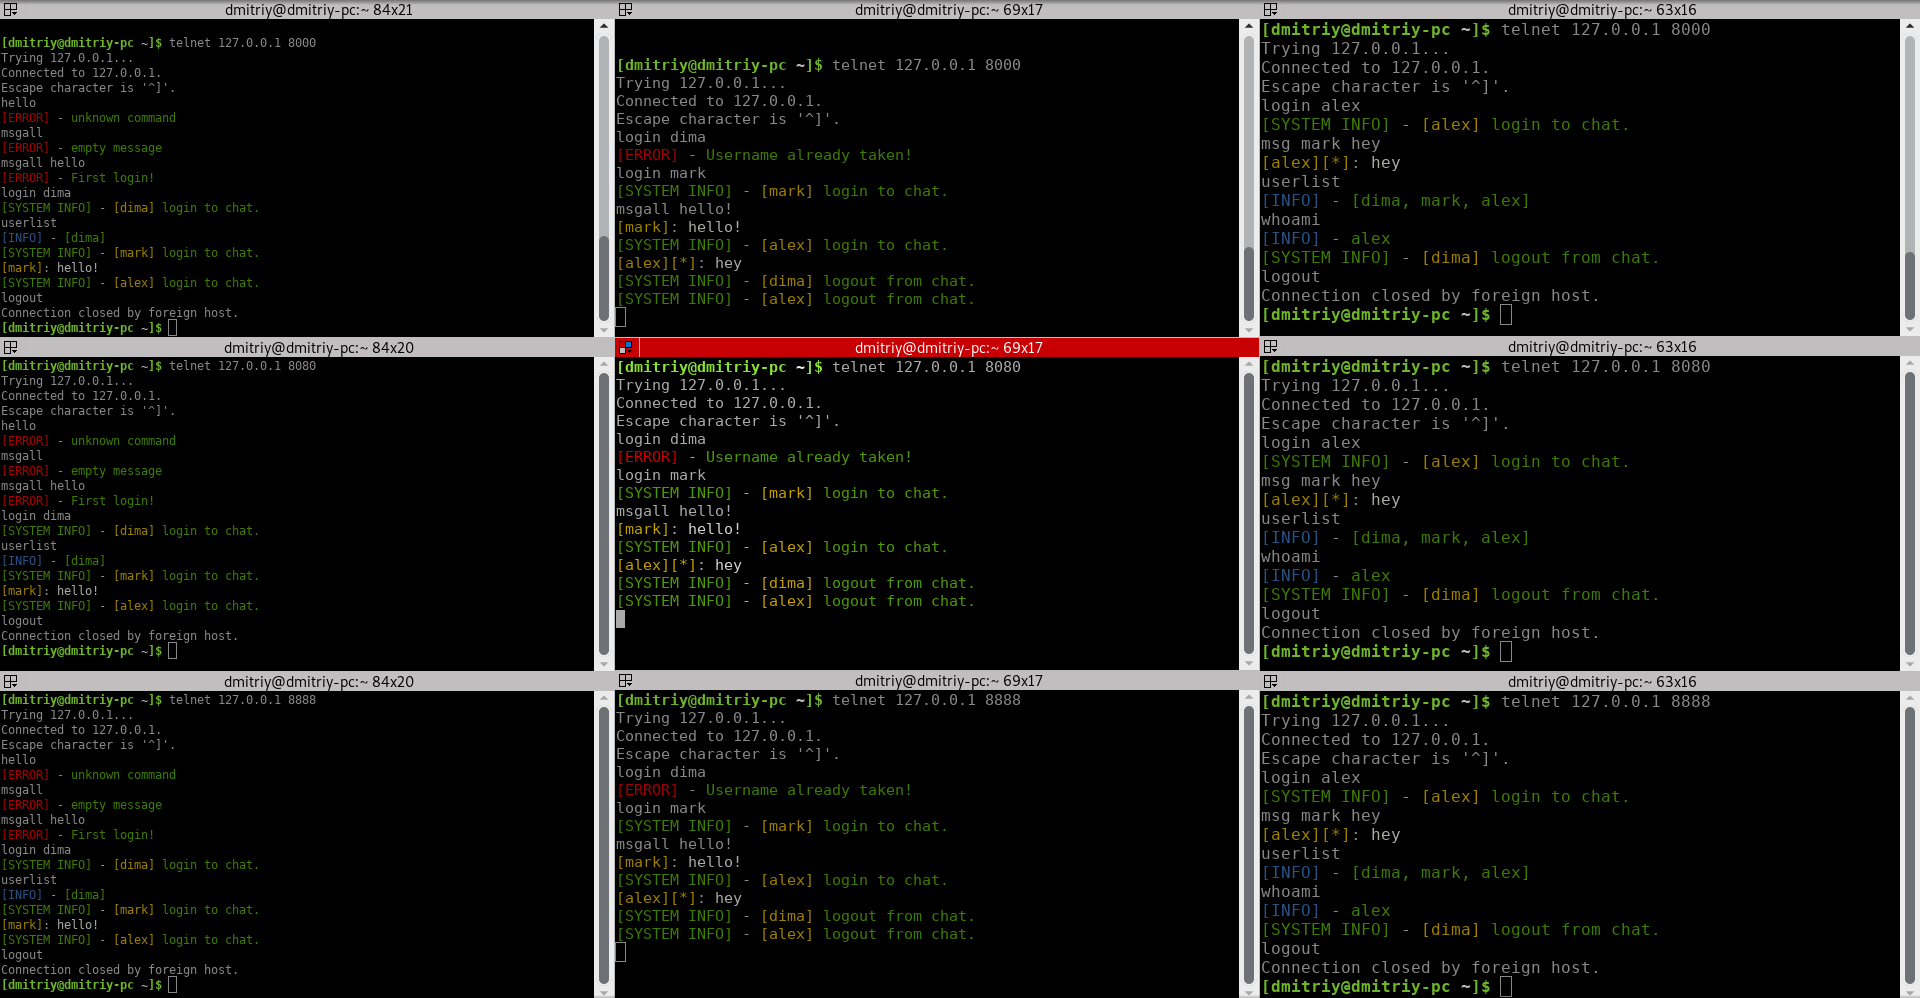 dmitriy@dmitriy-pc:~ 84x21
[dmitriy@dmitriy-pc ~]$ telnet 127.0.0.1 8000
Trying 127.0.0.1...
Connected to 127.0.0.1.
Escape character is '^]'.
hello
[ERROR] - unknown command
msgall
[ERROR] - empty message
msgall hello
[ERROR] - First login!
login dima
[SYSTEM INFO] - [dima] login to chat.
userlist
[INFO] - [dima]
[SYSTEM INFO] - [mark] login to chat.
[mark]: hello!
[SYSTEM INFO] - [alex] login to chat.
logout
Connection closed by foreign host.
[dmitriy@dmitriy-pc ~]$
dmitriy@dmitriy-pc:~ 69x17
[dmitriy@dmitriy-pc ~]$ telnet 127.0.0.1 8000
Trying 127.0.0.1...
Connected to 127.0.0.1.
Escape character is '^]'.
login dima
[ERROR] - Username already taken!
login mark
[SYSTEM INFO] - [mark] login to chat.
msgall hello!
[mark]: hello!
[SYSTEM INFO] - [alex] login to chat.
[alex][*]: hey
[SYSTEM INFO] - [dima] logout from chat.
[SYSTEM INFO] - [alex] logout from chat.
dmitriy@dmitriy-pc:~ 63x16
[dmitriy@dmitriy-pc ~]$ telnet 127.0.0.1 8000
Trying 127.0.0.1...
Connected to 127.0.0.1.
Escape character is '^]'.
login alex
[SYSTEM INFO] - [alex] login to chat.
msg mark hey
[alex][*]: hey
userlist
[INFO] - [dima, mark, alex]
whoami
[INFO] - alex
[SYSTEM INFO] - [dima] logout from chat.
logout
Connection closed by foreign host.
[dmitriy@dmitriy-pc ~]$
dmitriy@dmitriy-pc:~ 84x20
[dmitriy@dmitriy-pc ~]$ telnet 127.0.0.1 8080
Trying 127.0.0.1...
Connected to 127.0.0.1.
Escape character is '^]'.
hello
[ERROR] - unknown command
msgall
[ERROR] - empty message
msgall hello
[ERROR] - First login!
login dima
[SYSTEM INFO] - [dima] login to chat.
userlist
[INFO] - [dima]
[SYSTEM INFO] - [mark] login to chat.
[mark]: hello!
[SYSTEM INFO] - [alex] login to chat.
logout
Connection closed by foreign host.
[dmitriy@dmitriy-pc ~]$
dmitriy@dmitriy-pc:~ 69x17
[dmitriy@dmitriy-pc ~]$ telnet 127.0.0.1 8080
Trying 127.0.0.1...
Connected to 127.0.0.1.
Escape character is '^]'.
login dima
[ERROR] - Username already taken!
login mark
[SYSTEM INFO] - [mark] login to chat.
msgall hello!
[mark]: hello!
[SYSTEM INFO] - [alex] login to chat.
[alex][*]: hey
[SYSTEM INFO] - [dima] logout from chat.
[SYSTEM INFO] - [alex] logout from chat.
dmitriy@dmitriy-pc:~ 63x16
[dmitriy@dmitriy-pc ~]$ telnet 127.0.0.1 8080
Trying 127.0.0.1...
Connected to 127.0.0.1.
Escape character is '^]'.
login alex
[SYSTEM INFO] - [alex] login to chat.
msg mark hey
[alex][*]: hey
userlist
[INFO] - [dima, mark, alex]
whoami
[INFO] - alex
[SYSTEM INFO] - [dima] logout from chat.
logout
Connection closed by foreign host.
[dmitriy@dmitriy-pc ~]$
dmitriy@dmitriy-pc:~ 84x20
[dmitriy@dmitriy-pc ~]$ telnet 127.0.0.1 8888
Trying 127.0.0.1...
Connected to 127.0.0.1.
Escape character is '^]'.
hello
[ERROR] - unknown command
msgall
[ERROR] - empty message
msgall hello
[ERROR] - First login!
login dima
[SYSTEM INFO] - [dima] login to chat.
userlist
[INFO] - [dima]
[SYSTEM INFO] - [mark] login to chat.
[mark]: hello!
[SYSTEM INFO] - [alex] login to chat.
logout
Connection closed by foreign host.
[dmitriy@dmitriy-pc ~]$
dmitriy@dmitriy-pc:~ 69x17
[dmitriy@dmitriy-pc ~]$ telnet 127.0.0.1 8888
Trying 127.0.0.1...
Connected to 127.0.0.1.
Escape character is '^]'.
login dima
[ERROR] - Username already taken!
login mark
[SYSTEM INFO] - [mark] login to chat.
msgall hello!
[mark]: hello!
[SYSTEM INFO] - [alex] login to chat.
[alex][*]: hey
[SYSTEM INFO] - [dima] logout from chat.
[SYSTEM INFO] - [alex] logout from chat.
dmitriy@dmitriy-pc:~ 63x16
[dmitriy@dmitriy-pc ~]$ telnet 127.0.0.1 8888
Trying 127.0.0.1...
Connected to 127.0.0.1.
Escape character is '^]'.
login alex
[SYSTEM INFO] - [alex] login to chat.
msg mark hey
[alex][*]: hey
userlist
[INFO] - [dima, mark, alex]
whoami
[INFO] - alex
[SYSTEM INFO] - [dima] logout from chat.
logout
Connection closed by foreign host.
[dmitriy@dmitriy-pc ~]$